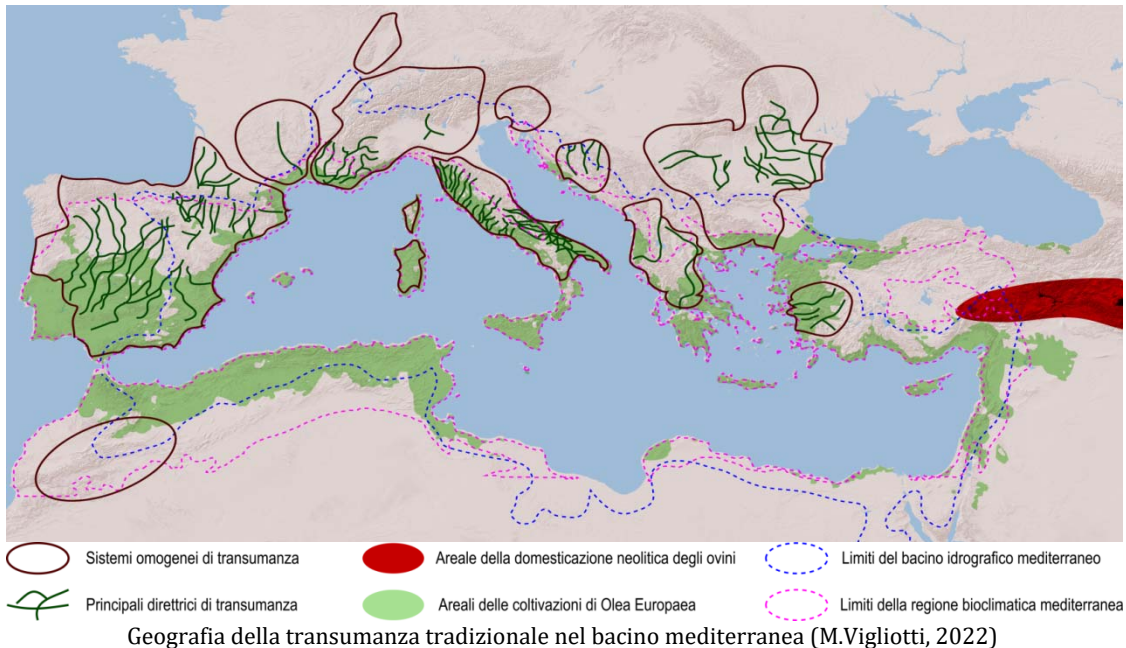 Sistemi omogenei di transumanza
Areale della domesticazione neolitica degli ovini
Limiti del bacino idrografico mediterraneo
Principali direttrici di transumanza
Areali delle coltivazioni di Olea Europaea
Limiti della regione bioclimatica mediterranea
Geografia della transumanza tradizionale nel bacino mediterranea (M.Vigliotti, 2022)